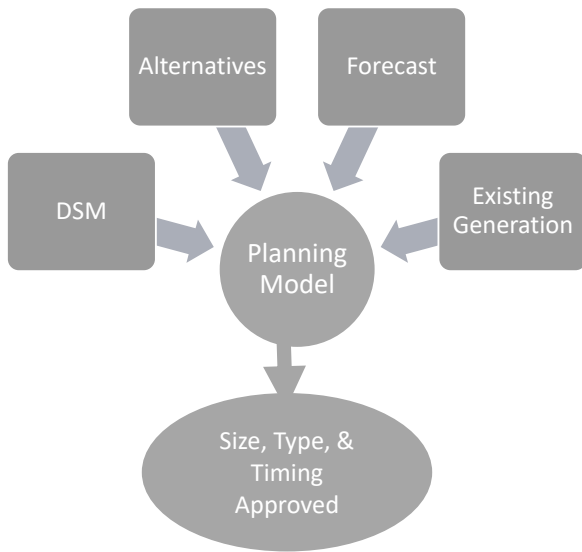 Alternatives
Forecast
DSM
Existing
Generation
Planning
Model
Size, Type, &
Timing
Approved